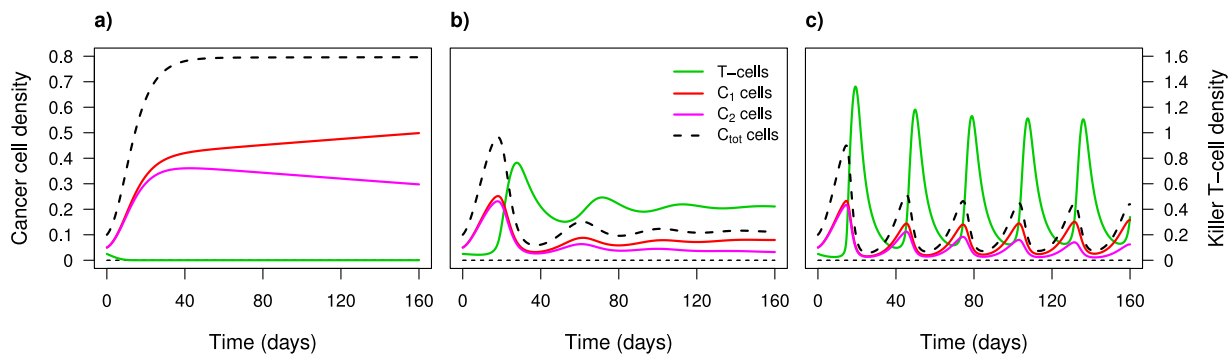 a)
b)
c)
Cancer cell density
0.8
0.7
0.6
0.5
0.4
0.3
0.2
0.1
0
0 40 80 120 160
Time (days)
T−cells
C₁ cells
C₂ cells
Cₜₒₜ cells
0 40 80 120 160
Time (days)
1.6
1.4
1.2
1
0.8
0.6
0.4
0.2
0
Killer T−cell density
0 40 80 120 160
Time (days)